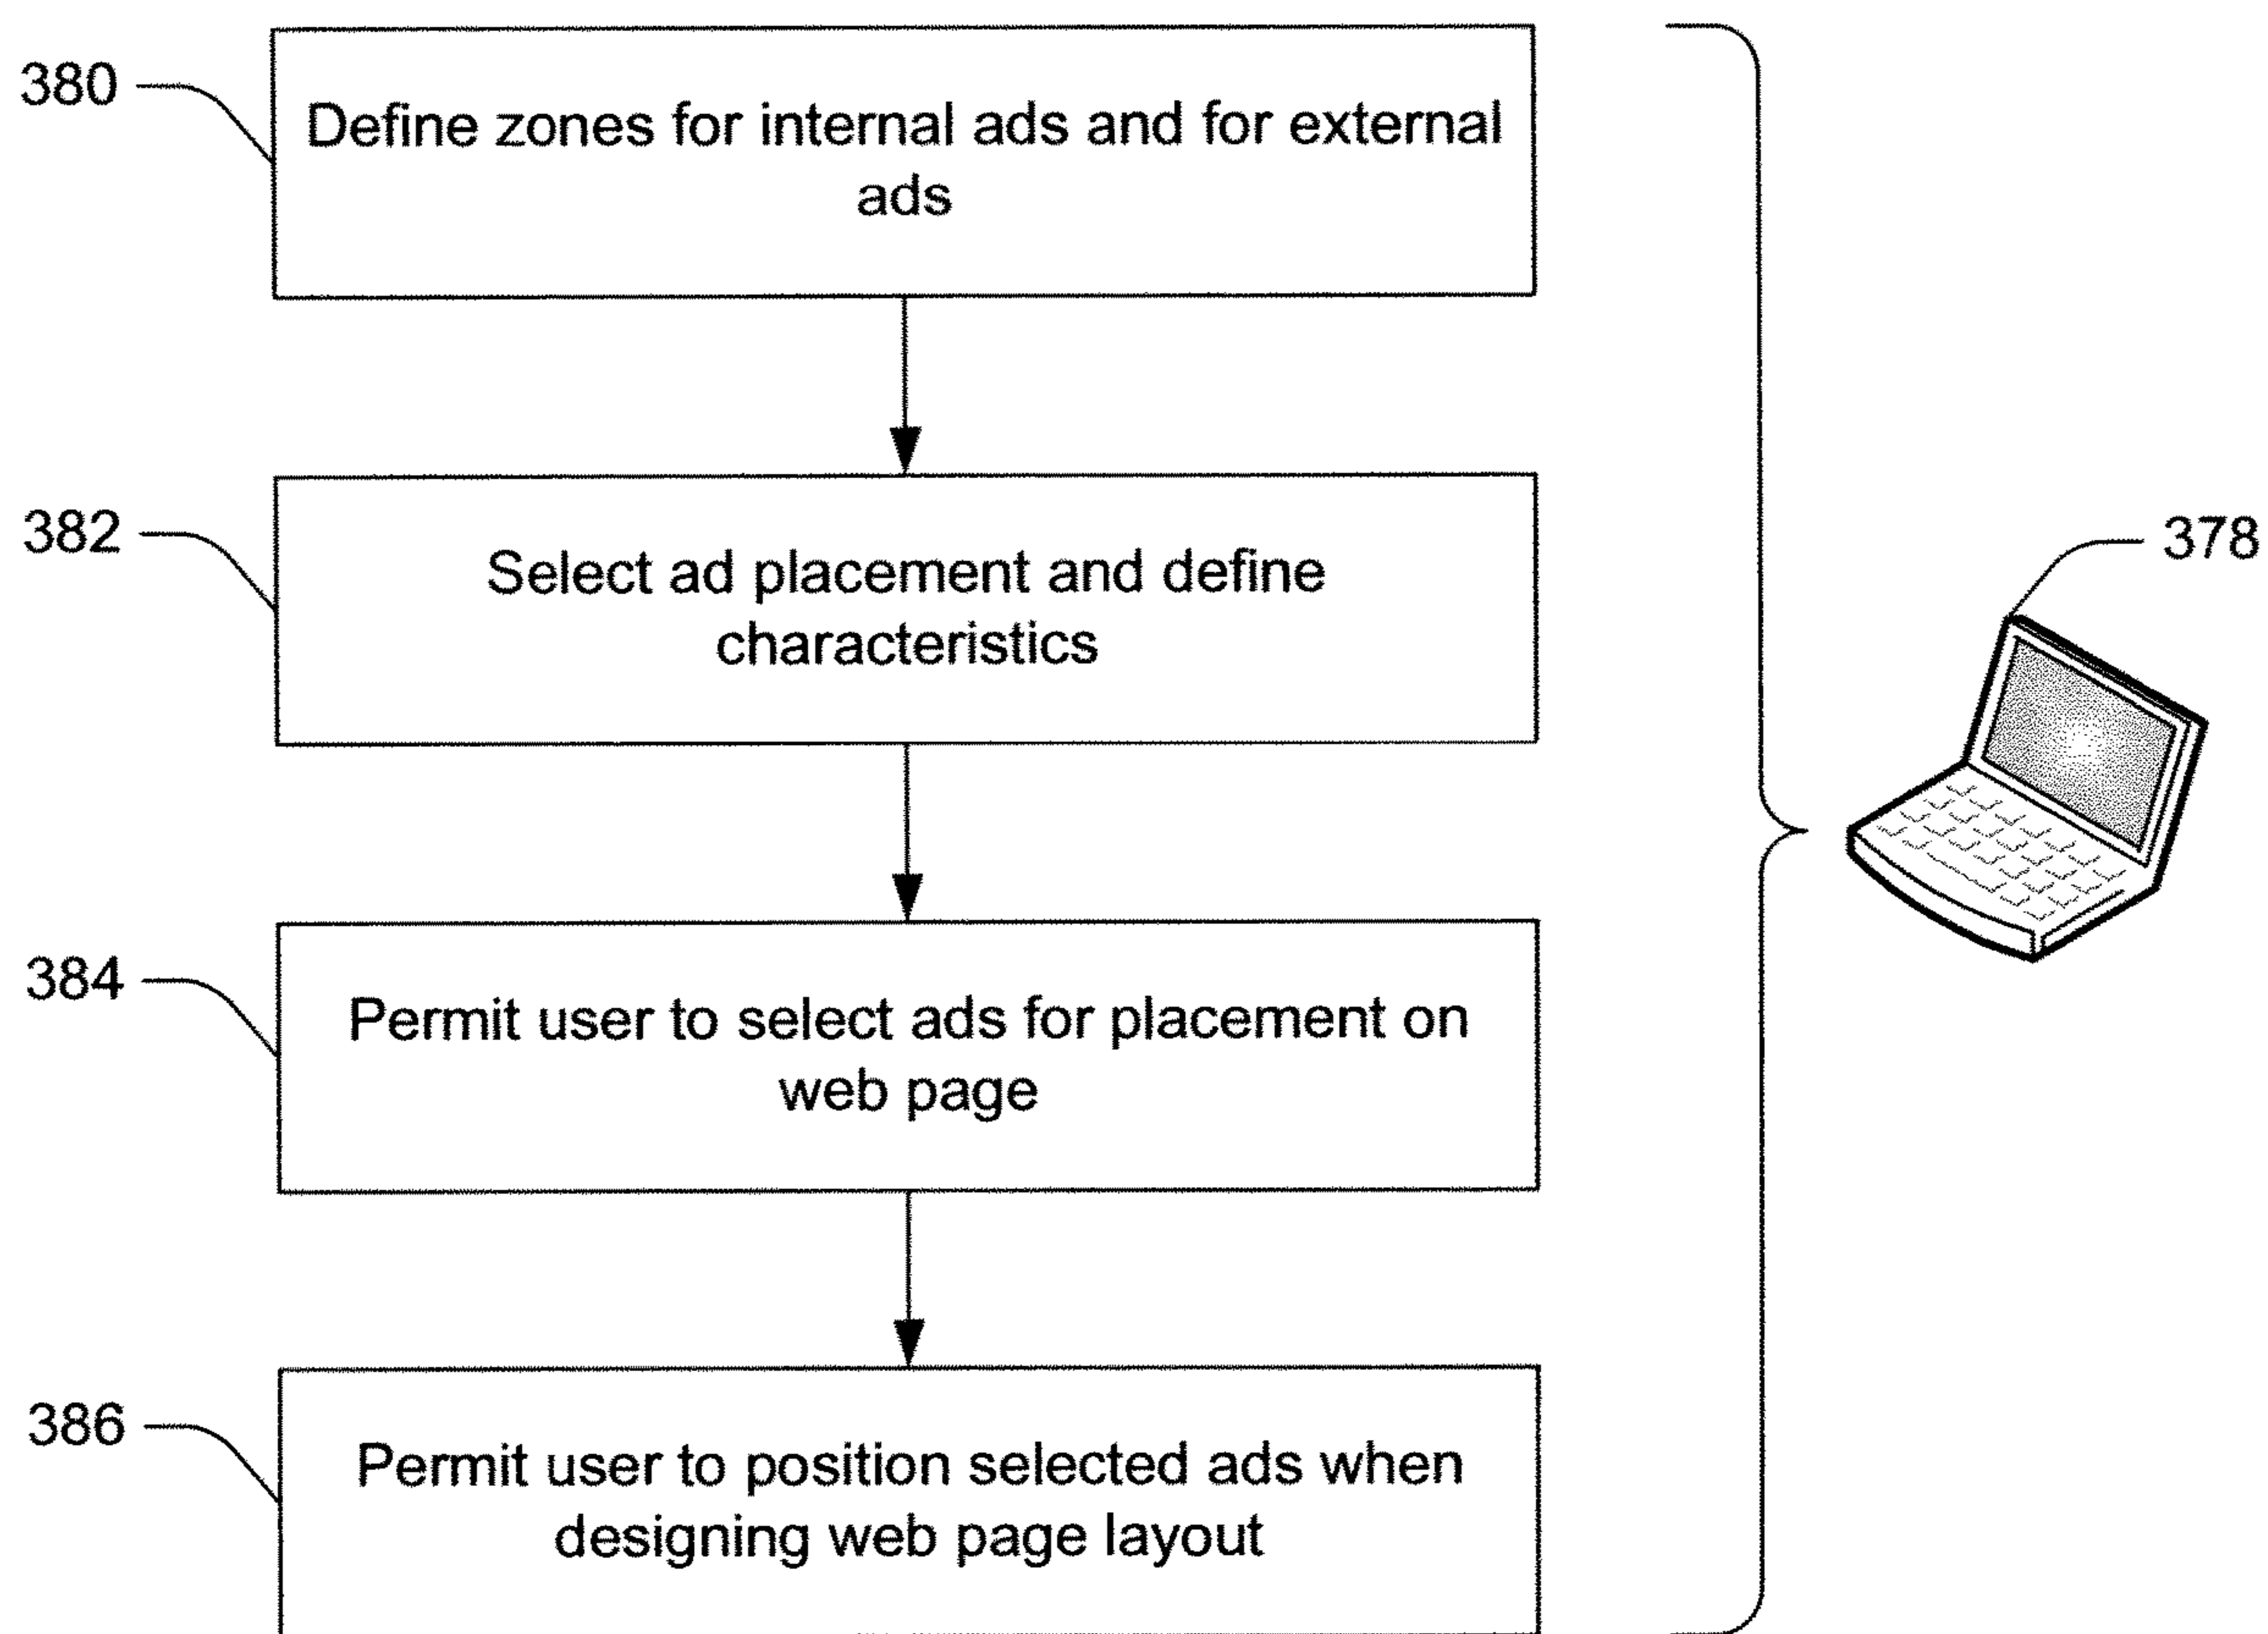 380
Define zones for internal ads and for external
ads
382
Select ad placement and define
characteristics
378
384
Permit user to select ads for placement on
web page
386
Permit user to position selected ads when
designing web page layout